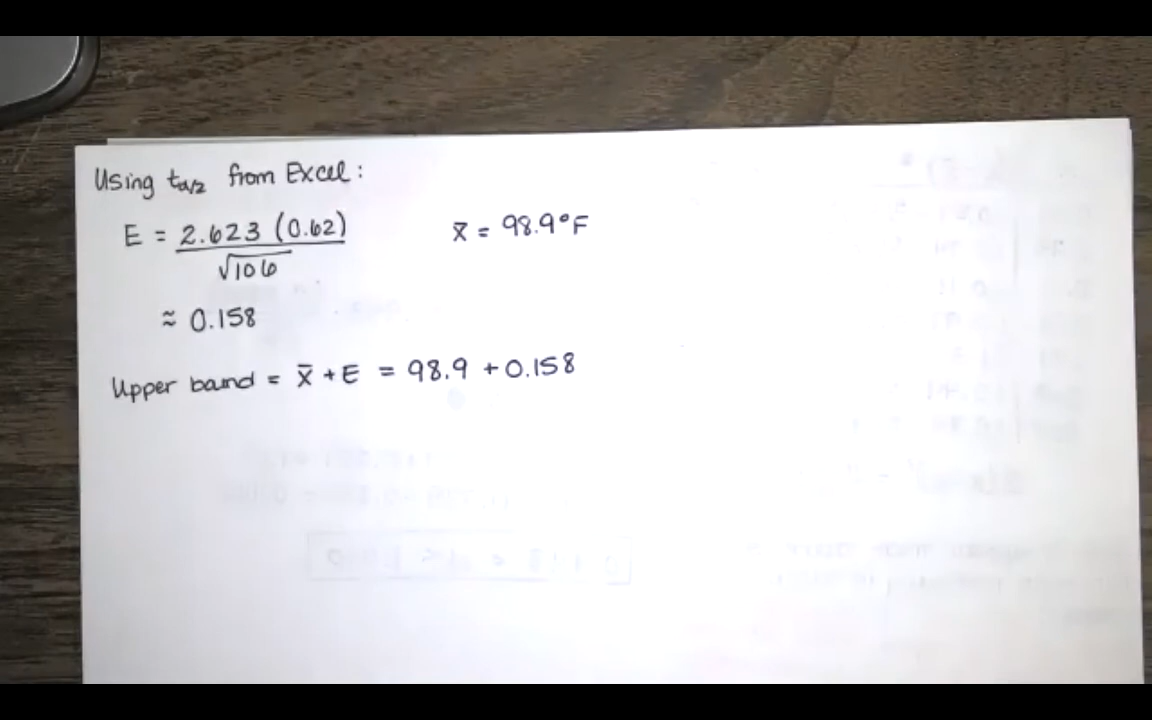 Using tα/2 from Excel:
E = 2.623 (0.62) / √106
x̄ = 98.9°F
≈ 0.158
Upper bound = x̄ + E = 98.9 + 0.158